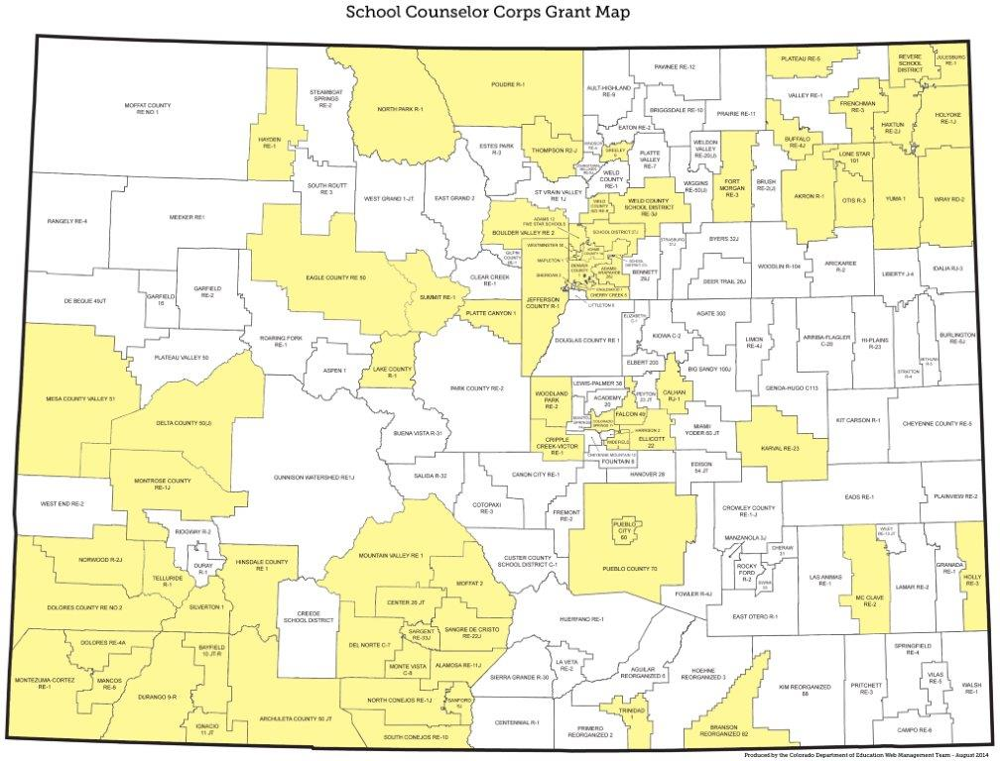 School Counselor Corps Grant Map
MOFFAT COUNTY
RE NO 1
HAYDEN
RE-1
STEAMBOAT
SPRINGS
RE-2
NORTH PARK R-1
POUDRE R-1
AULT-HIGHLAND
RE-9
PAWNEE RE-12
BRIGGSDALE RE-10
PRAIRIE RE-11
PLATEAU RE-5
VALLEY RE-1
REVERE
SCHOOL
DISTRICT
JULESBURG
RE-1
FRENCHMAN
RE-3
HAXTUN
RE-2J
HOLYOKE
RE-1J
BUFFALO
RE-4J
ESTES PARK
R-3
THOMPSON R2-J
EATON RE-2
GREELEY
6
PLATTE
VALLEY
RE-7
WELDON
VALLEY
RE-20(J)
WELD
COUNTY
RE-1
WIGGINS
RE-50(J)
FORT
MORGAN
RE-3
BRUSH
RE-2(J)
AKRON R-1
LONE STAR
101
OTIS R-3
YUMA 1
WRAY RD-2
SOUTH ROUTT
RE 3
WEST GRAND 1-JT
EAST GRAND 2
ST VRAIN VALLEY
RE 1J
WELD COUNTY
SCHOOL DISTRICT
RE-3J
RANGELY RE-4
MEEKER RE1
ADAMS 12
FIVE STAR SCHOOLS
BOULDER VALLEY RE 2
SCHOOL DISTRICT 27J
WESTMINSTER 50
MAPLETON 1
SHERIDAN 2
GILPIN
COUNTY
RE-1
STRASBURG
31J
BENNETT
29J
BYERS 32J
DEER TRAIL 26J
WOODLIN R-104
ARICKAREE
R-2
LIBERTY J-4
IDALIA RJ-3
CLEAR CREEK
RE-1
CHERRY CREEK 5
LITTLETON 6
DE BEQUE 49JT
GARFIELD
16
GARFIELD
RE-2
EAGLE COUNTY RE 50
SUMMIT RE-1
PLATTE CANYON 1
JEFFERSON
COUNTY R-1
DOUGLAS COUNTY RE 1
ELIZABETH
C-1
KIOWA C-2
AGATE 300
LIMON
RE-4J
ARRIBA-FLAGLER
C-20
HI-PLAINS
R-23
STRATTON
R-4
BETHUNE
R-5
BURLINGTON
RE-6J
ELBERT 200
BIG SANDY 100J
GENOA-HUGO C113
PLATEAU VALLEY 50
ROARING FORK
RE-1
ASPEN 1
LAKE COUNTY
R-1
PARK COUNTY RE-2
MESA COUNTY VALLEY 51
DELTA COUNTY 50(J)
WOODLAND
PARK
RE-2
LEWIS-PALMER 38
ACADEMY
20
PEYTON
23 JT
CALHAN
RJ-1
FALCON 49
HARRISON 2
ELLICOTT
22
CRIPPLE
CREEK-VICTOR
RE-1
CHEYENNE MOUNTAIN 12
FOUNTAIN 8
MIAMI/
YODER 60 JT
KARVAL RE-23
KIT CARSON R-1
CHEYENNE COUNTY RE-5
BUENA VISTA R-31
SALIDA R-32
GUNNISON WATERSHED RE1J
CANON CITY RE-1
HANOVER 28
EDISON
54 JT
MONTROSE COUNTY
RE-1J
WEST END RE-2
COTOPAXI
RE-3
FREMONT
RE-2
CROWLEY COUNTY
RE-1-J
EADS RE-1
PLAINVIEW RE-2
RIDGWAY R-2
OURAY
R-1
PUEBLO
CITY
60
PUEBLO COUNTY 70
MANZANOLA 3J
CHERAW
31
ROCKY
FORD
R-2
SWINK
33
WILEY
RE-13 JT
NORWOOD R-2J
TELLURIDE
R-1
HINSDALE COUNTY
RE 1
MOUNTAIN VALLEY RE 1
MOFFAT 2
CUSTER COUNTY
SCHOOL DISTRICT C-1
FOWLER R-4J
EAST OTERO R-1
LAS ANIMAS
RE-1
MC CLAVE
RE-2
LAMAR RE-2
GRANADA
RE-1
HOLLY
RE-3
DOLORES COUNTY RE NO.2
SILVERTON 1
CREEDE
SCHOOL DISTRICT
CENTER 26 JT
SARGENT
RE-33J
SANGRE DE CRISTO
RE-22J
DEL NORTE C-7
MONTE VISTA
C-8
ALAMOSA RE-11J
HUERFANO RE-1
LA VETA
RE-2
AGUILAR
REORGANIZED 6
HOEHNE
REORGANIZED 3
KIM REORGANIZED
88
SPRINGFIELD
RE-4
PRITCHETT
RE-3
VILAS
RE-5
WALSH
RE-1
CAMPO RE-6
DOLORES RE-4A
MONTEZUMA-CORTEZ
RE-1
MANCOS
RE-6
BAYFIELD
10 JT-R
DURANGO 9-R
IGNACIO
11 JT
ARCHULETA COUNTY 50 JT
NORTH CONEJOS RE-1J
SANFORD
6J
SOUTH CONEJOS RE-10
SIERRA GRANDE R-30
CENTENNIAL R-1
PRIMERO
REORGANIZED 2
TRINIDAD
1
BRANSON
REORGANIZED 82
Produced by the Colorado Department of Education Web Management Team - August 2014